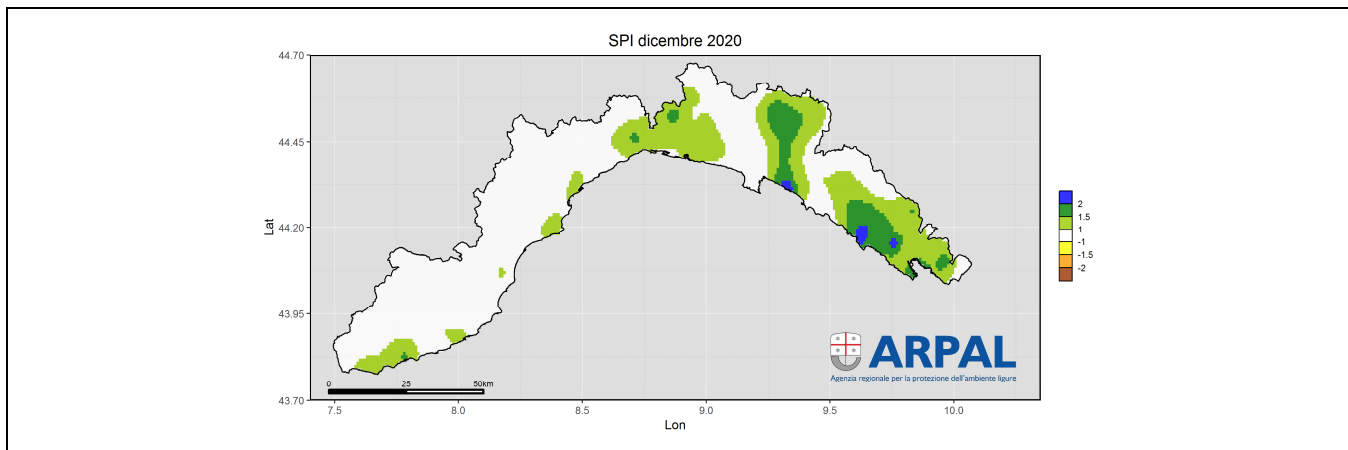 SPI dicembre 2020
44.70
44.45
44.20
43.95
43.70
Lat
7.5
8.0
8.5
9.0
9.5
10.0
Lon
0 25 50km
ARPAL
Agenzia regionale per la protezione dell'ambiente ligure
2
1.5
1
-1
-1.5
-2